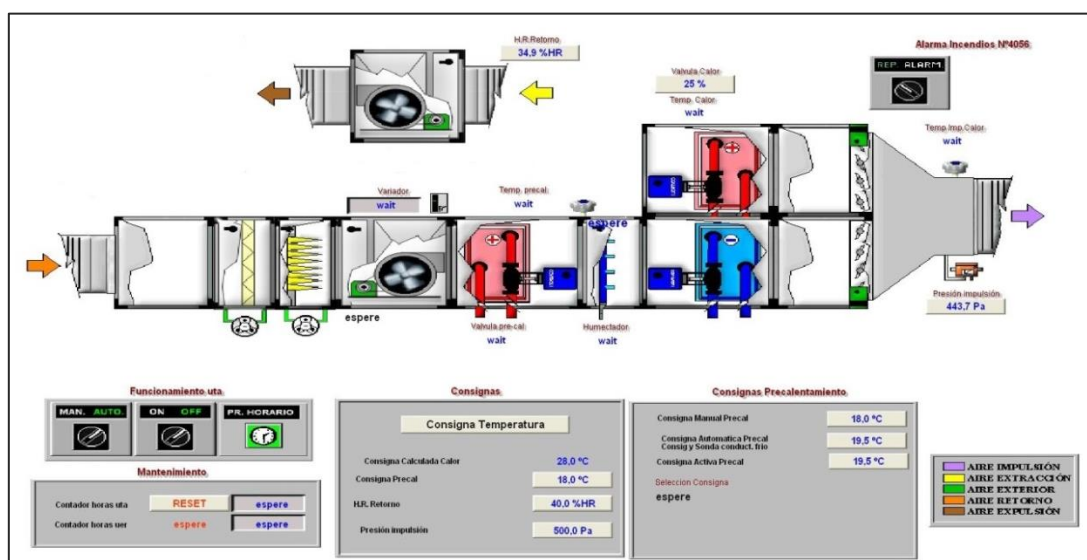 H.R.Retorno
34,9 %HR
Alarma Incendios Nº4056
REP. ALARM.
Valvula Calor
25 %
Temp. Calor
wait
Temp.Imp.Calor
wait
Variador
wait
Temp. precal.
wait
espere
espere
Valvula pre-cal.
wait
Humectador
wait
Presión impulsión
443,7 Pa
Funcionamiento uta
MAN. AUTO.
ON OFF
PR. HORARIO
Mantenimiento
Contador horas uta RESET espere
Contador horas uer espere espere
Consignas
Consigna Temperatura
Consigna Calculada Calor 28,0 ºC
Consigna Precal 18,0 ºC
H.R. Retorno 40,0 %HR
Presión impulsión 500,0 Pa
Consignas Precalentamiento
Consigna Manual Precal 18,0 ºC
Consigna Automatica Precal 19,5 ºC
Consig y Sonda conduct. frio
Consigna Activa Precal 19,5 ºC
Seleccion Consigna
espere
AIRE IMPULSIÓN
AIRE EXTRACCIÓN
AIRE EXTERIOR
AIRE RETORNO
AIRE EXPULSIÓN